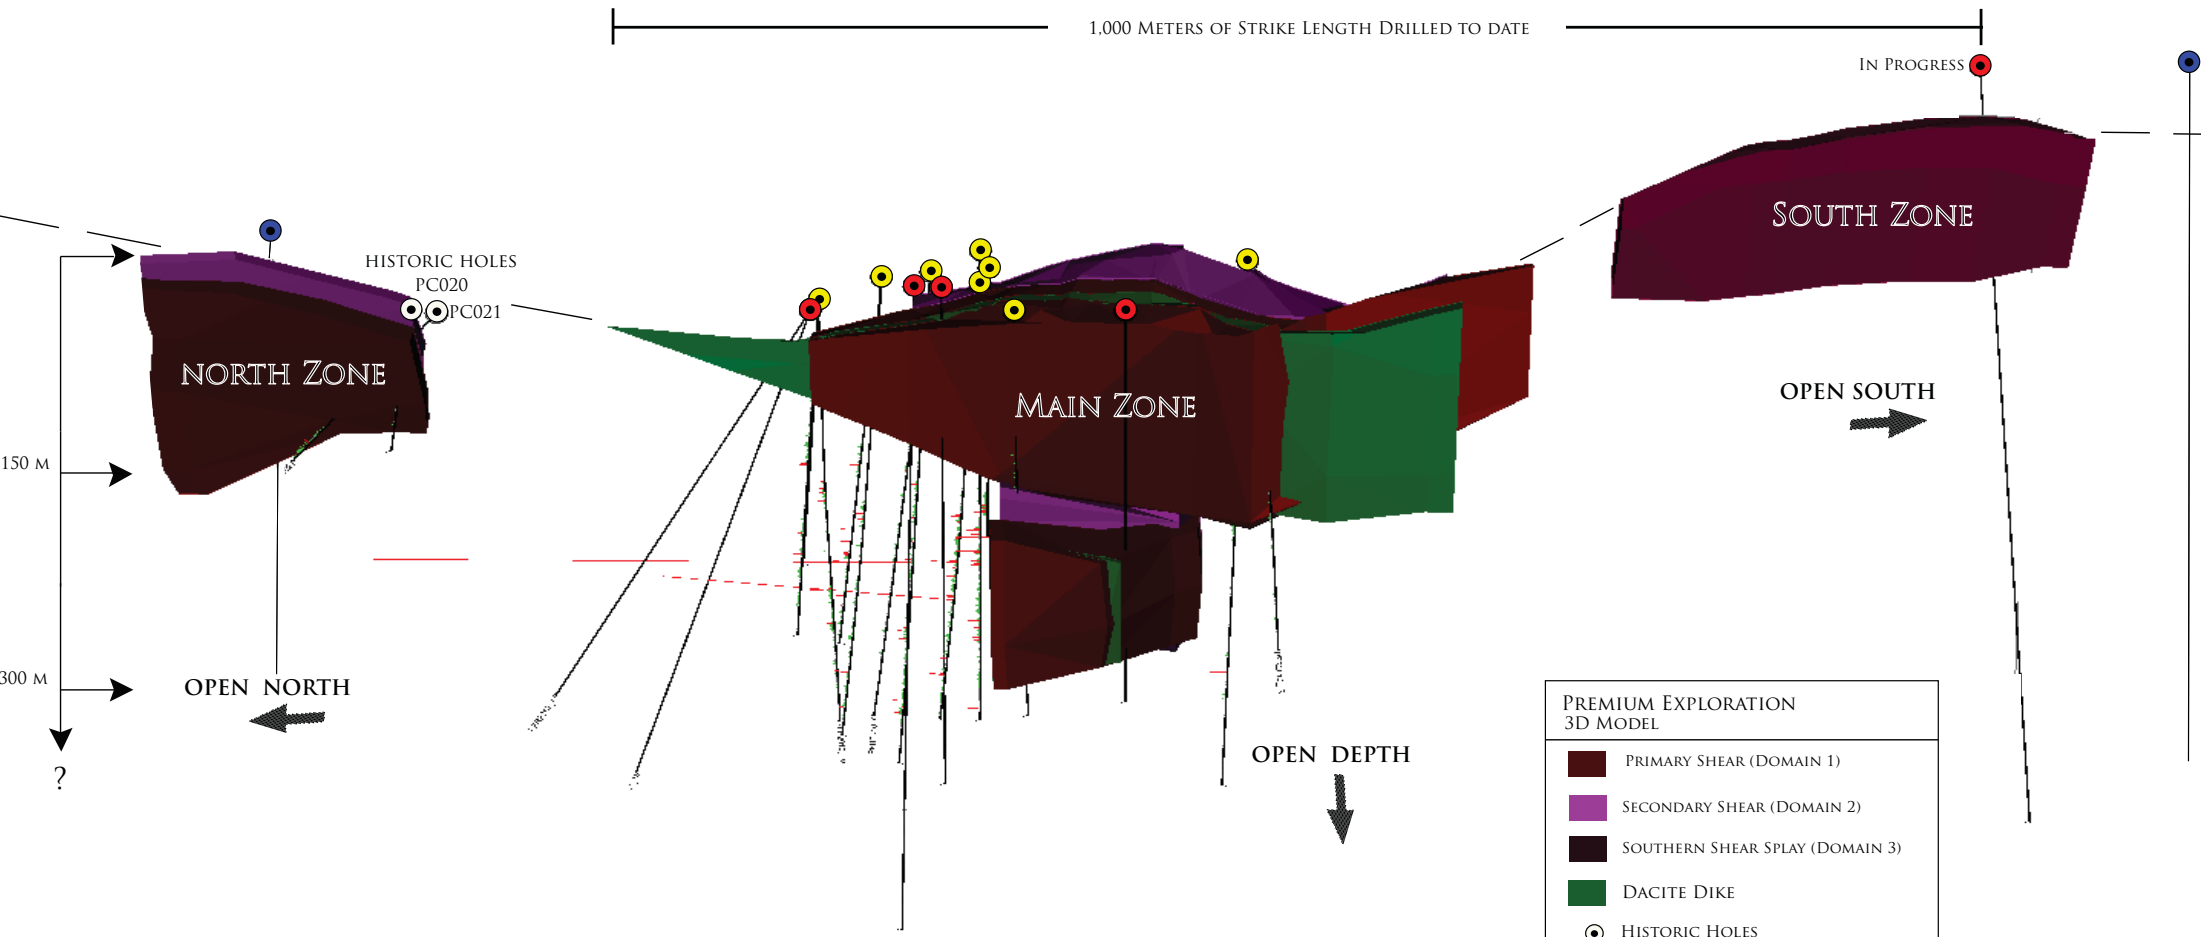 1,000 Meters of Strike Length Drilled to date
In Progress
South Zone
historic holes
PC020
PC021
north Zone
Main Zone
open south
150 m
300 m
open north
?
open depth
Premium Exploration
3D Model
Primary Shear (Domain 1)
Secondary Shear (Domain 2)
Southern Shear Splay (Domain 3)
Dacite Dike
Historic Holes